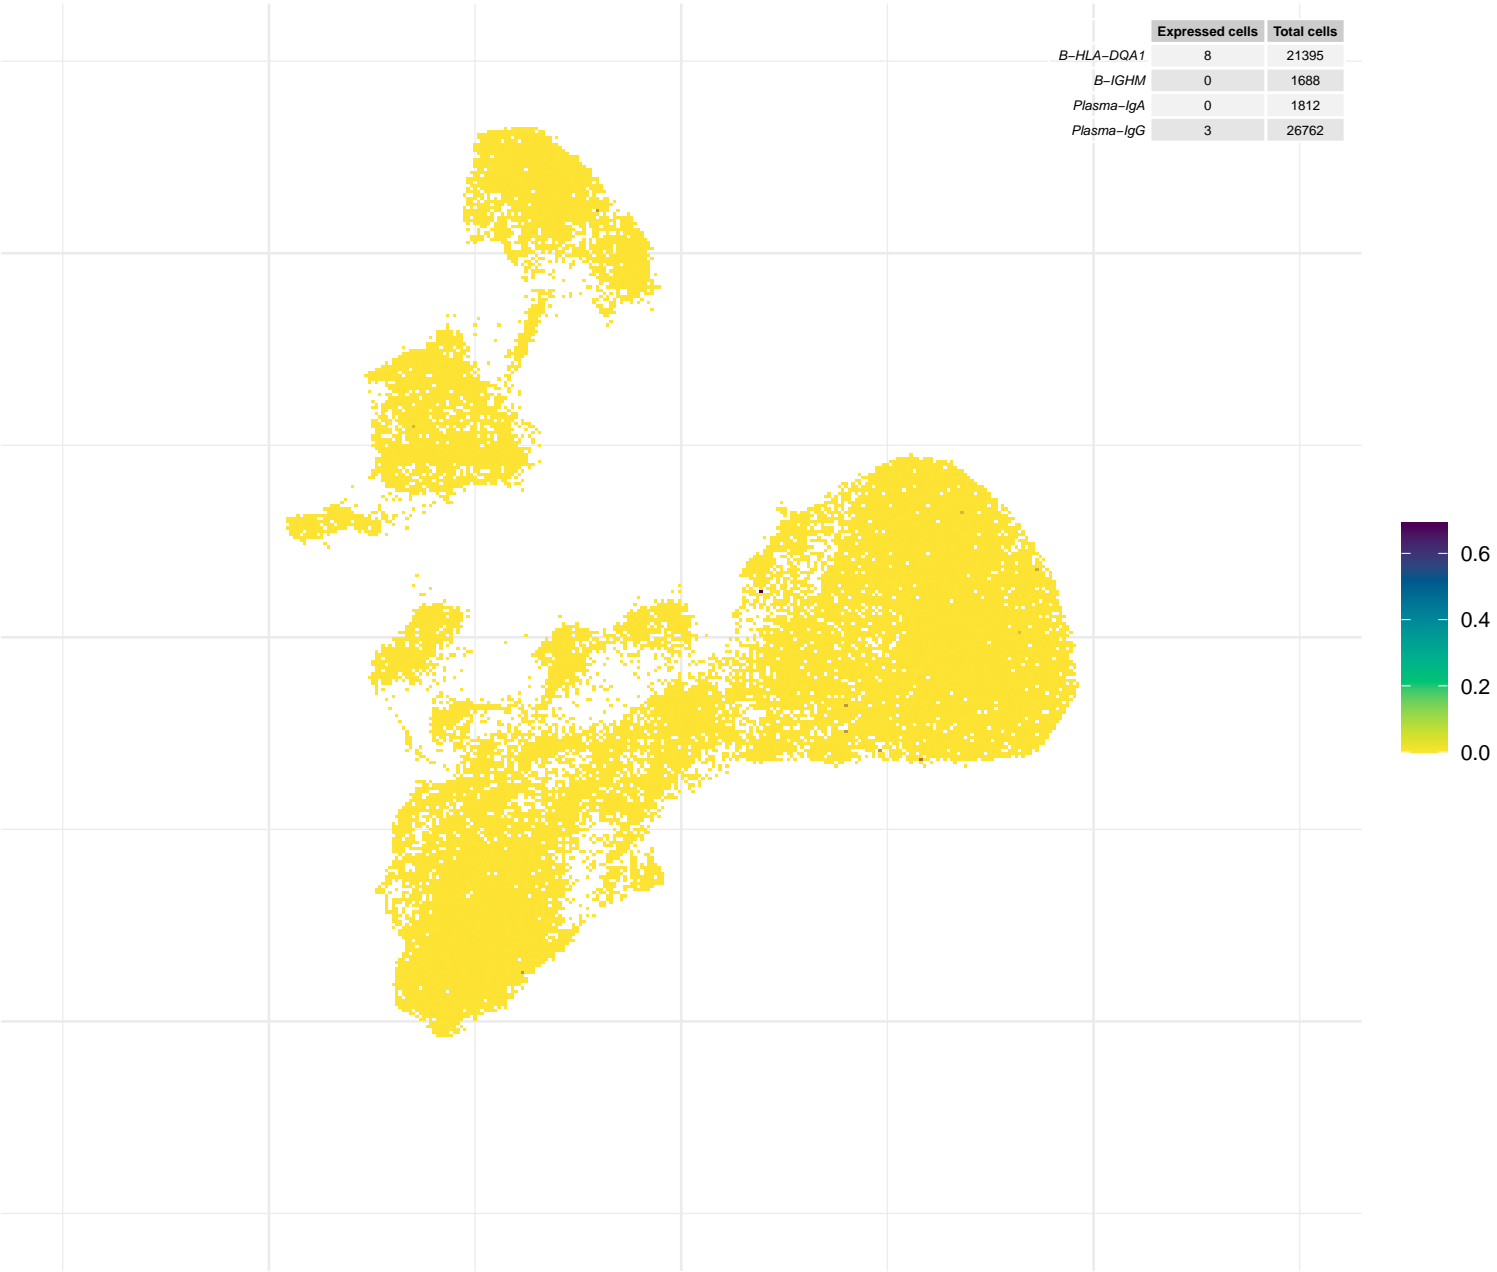 Expressed cells Total cells
B−HLA−DQA1 8 21395
B−IGHM 0 1688
Plasma−IgA 0 1812
Plasma−IgG 3 26762
0.6
0.4
0.2
0.0